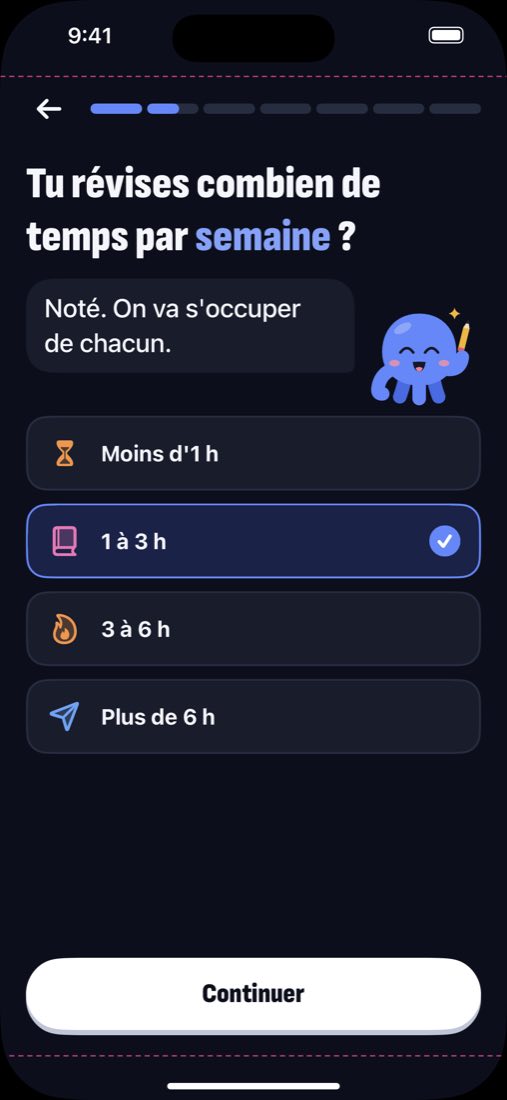 9:41
Tu révises combien de
temps par semaine ?
Noté. On va s'occuper
de chacun.
Moins d'1 h
1 à 3 h
3 à 6 h
Plus de 6 h
Continuer